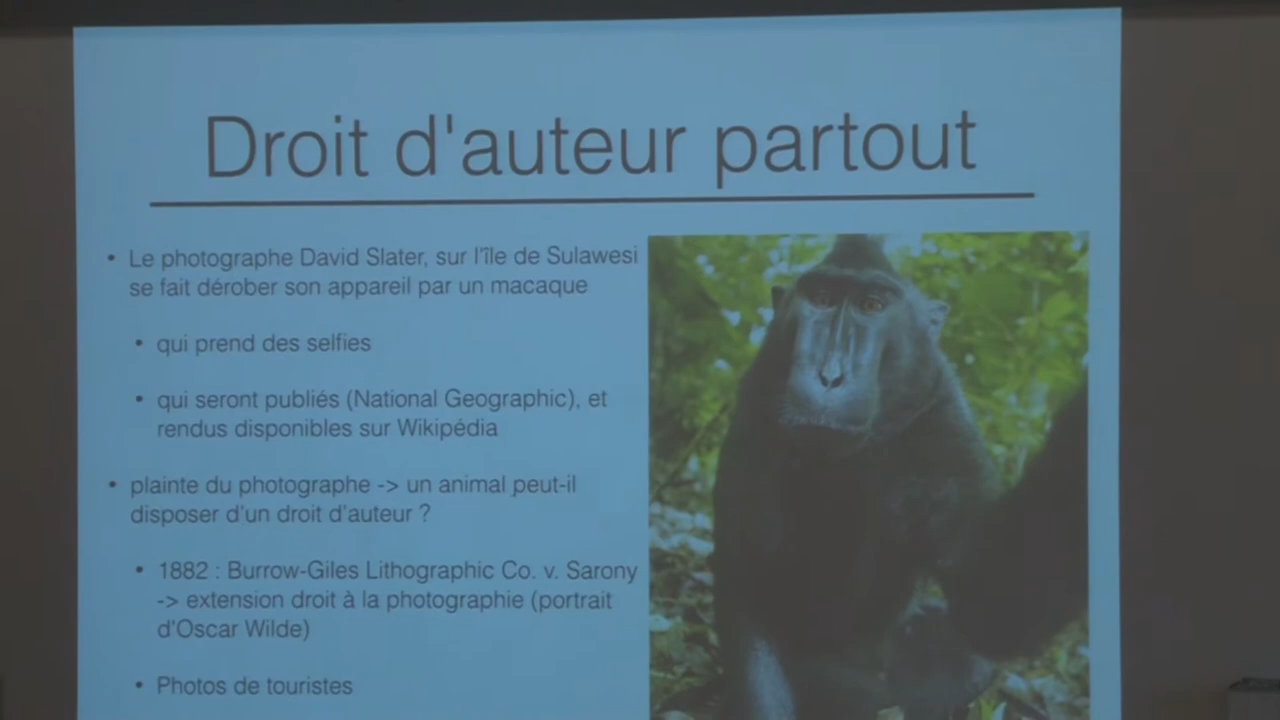 Droit d'auteur partout
• Le photographe David Slater, sur l'île de Sulawesi
se fait dérober son appareil par un macaque
• qui prend des selfies
• qui seront publiés (National Geographic), et
rendus disponibles sur Wikipédia
• plainte du photographe -> un animal peut-il
disposer d'un droit d'auteur ?
• 1882 : Burrow-Giles Lithographic Co. v. Sarony
-> extension droit à la photographie (portrait
d'Oscar Wilde)
• Photos de touristes